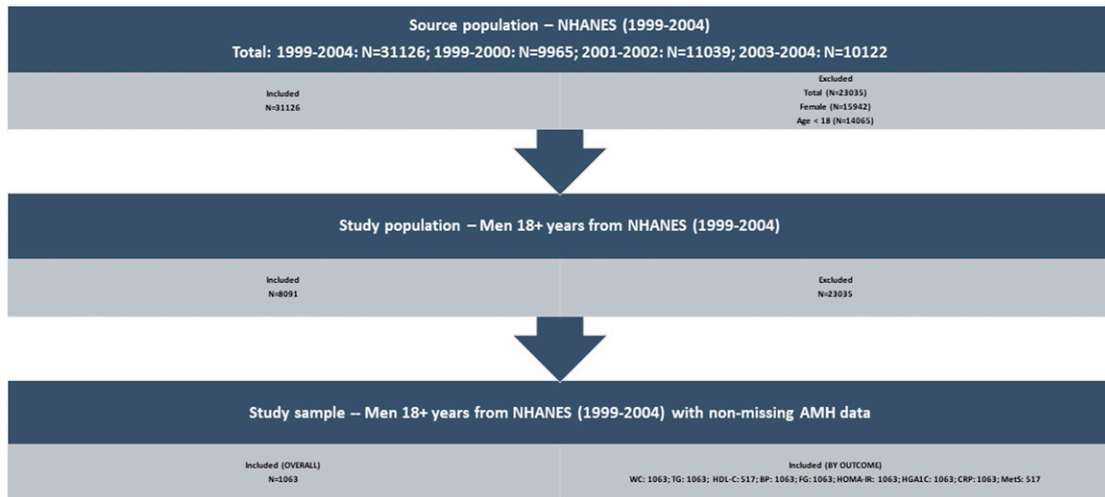 Source population – NHANES (1999-2004)
Total: 1999-2004: N=31126; 1999-2000: N=9965; 2001-2002: N=11039; 2003-2004: N=10122
Included
N=31126
Excluded
Total (N=23035)
Female (N=15942)
Age < 18 (N=14065)
Study population – Men 18+ years from NHANES (1999-2004)
Included
N=8091
Excluded
N=23035
Study sample -- Men 18+ years from NHANES (1999-2004) with non-missing AMH data
Included (OVERALL)
N=1063
Included (BY OUTCOME)
WC: 1063; TG: 1063; HDL-C: 517; BP: 1063; FG: 1063; HOMA-IR: 1063; HGA1C: 1063; CRP: 1063; MetS: 517